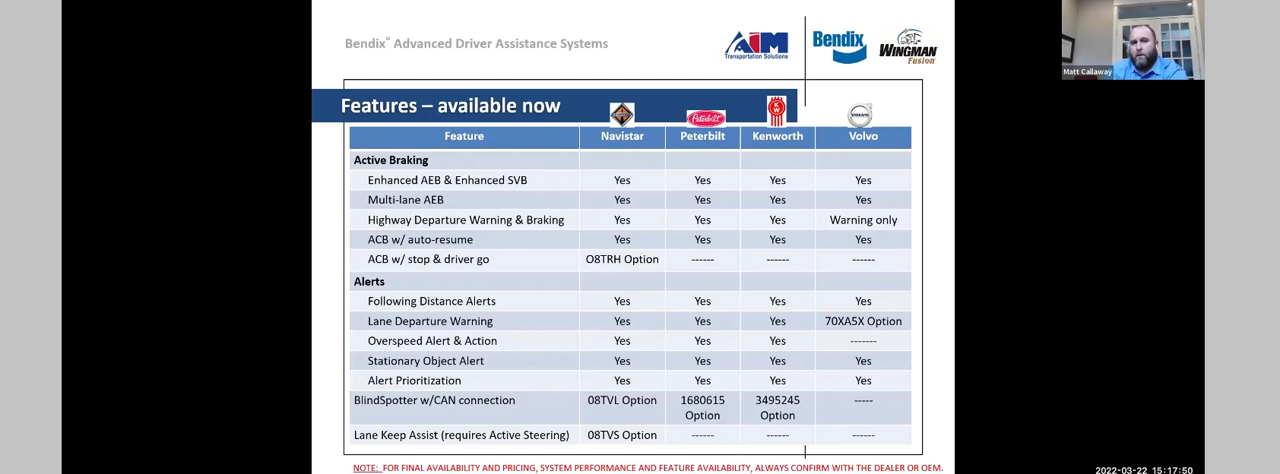 Bendix® Advanced Driver Assistance Systems
AIM
Transportation Solutions
Bendix
WINGMAN
Fusion
Matt Callaway
Features – available now
Peterbilt
VOLVO
Feature Navistar Peterbilt Kenworth Volvo
Active Braking
Enhanced AEB & Enhanced SVB Yes Yes Yes Yes
Multi-lane AEB Yes Yes Yes Yes
Highway Departure Warning & Braking Yes Yes Yes Warning only
ACB w/ auto-resume Yes Yes Yes Yes
ACB w/ stop & driver go O8TRH Option ------ ------ ------
Alerts
Following Distance Alerts Yes Yes Yes Yes
Lane Departure Warning Yes Yes Yes 70XA5X Option
Overspeed Alert & Action Yes Yes Yes -------
Stationary Object Alert Yes Yes Yes Yes
Alert Prioritization Yes Yes Yes Yes
BlindSpotter w/CAN connection 08TVL Option 1680615 Option 3495245 Option -----
Lane Keep Assist (requires Active Steering) 08TVS Option ------ ------ ------
NOTE: FOR FINAL AVAILABILITY AND PRICING, SYSTEM PERFORMANCE AND FEATURE AVAILABILITY, ALWAYS CONFIRM WITH THE DEALER OR OEM.
2022-03-22 15:17:50